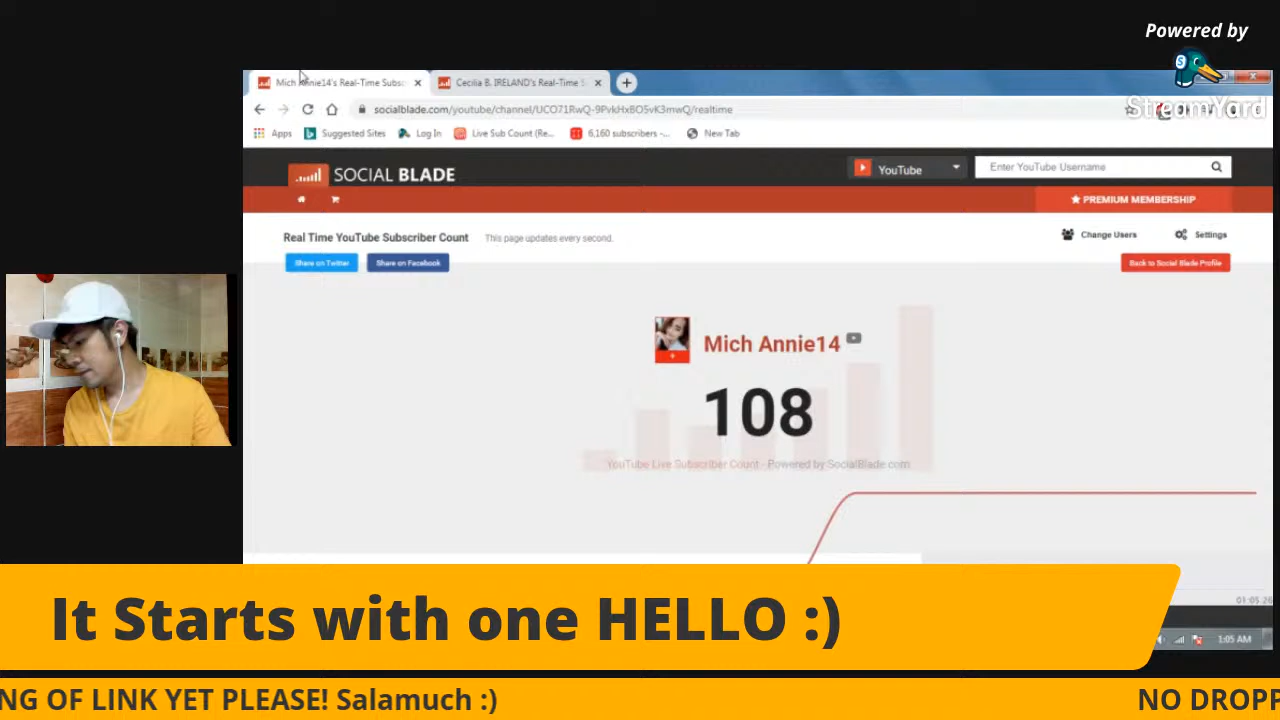 Powered by
StreamYard
Mich Annie14's Real-Time Subsc
Cecilia B. IRELAND's Real-Time S
socialblade.com/youtube/channel/UCO71RwQ-9PvkHxBO5vK3mwQ/realtime
Apps Suggested Sites Log In Live Sub Count (Re... 6,160 subscribers -... New Tab
SOCIAL BLADE
YouTube
Enter YouTube Username
PREMIUM MEMBERSHIP
Real Time YouTube Subscriber Count This page updates every second.
Change Users Settings
Share on Twitter Share on Facebook Back to Social Blade Profile
Mich Annie14
108
YouTube Live Subscriber Count - Powered by SocialBlade.com
01:05:26
It Starts with one HELLO :)
1:05 AM
NG OF LINK YET PLEASE! Salamuch :) NO DROPP